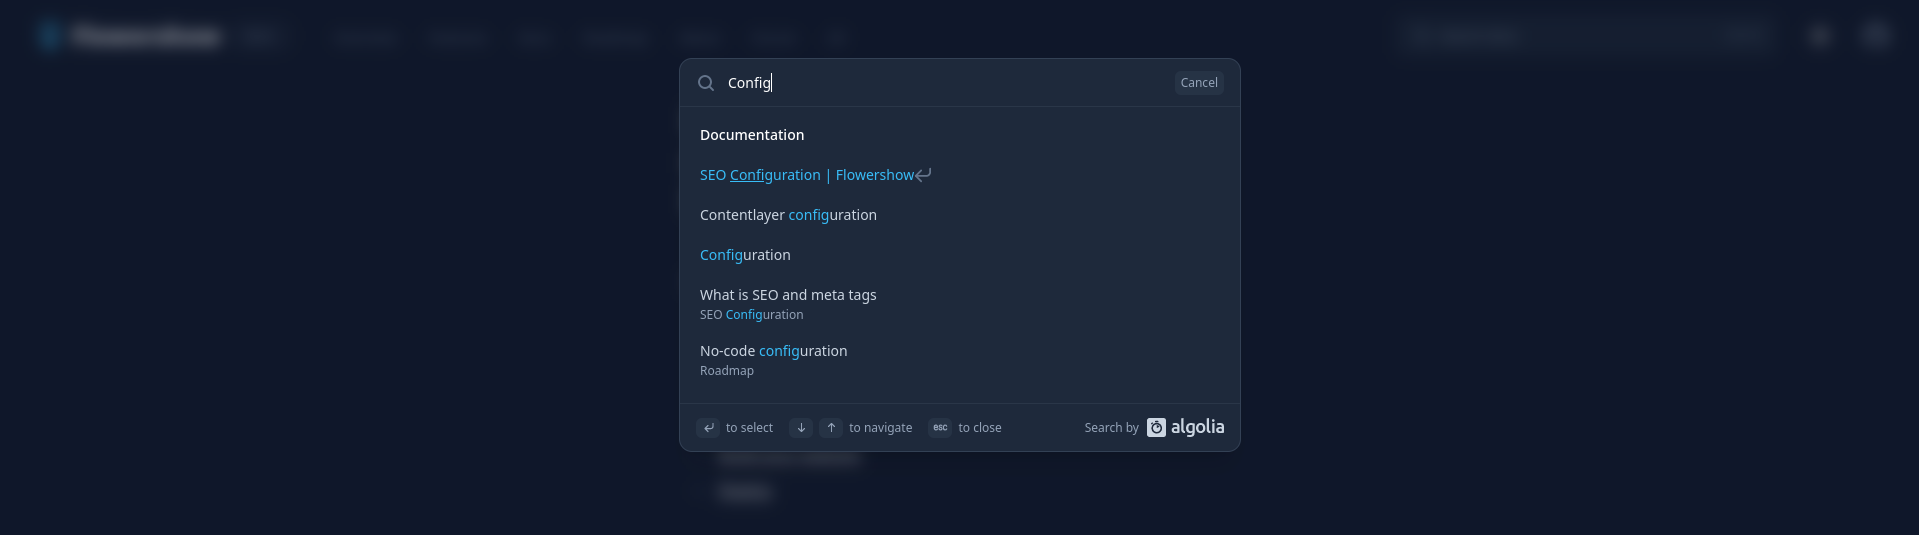 Flowershow
Config
Cancel
Documentation
SEO Configuration | Flowershow
Contentlayer configuration
Configuration
What is SEO and meta tags
SEO Configuration
No-code configuration
Roadmap
to select
to navigate
esc to close
Search by algolia